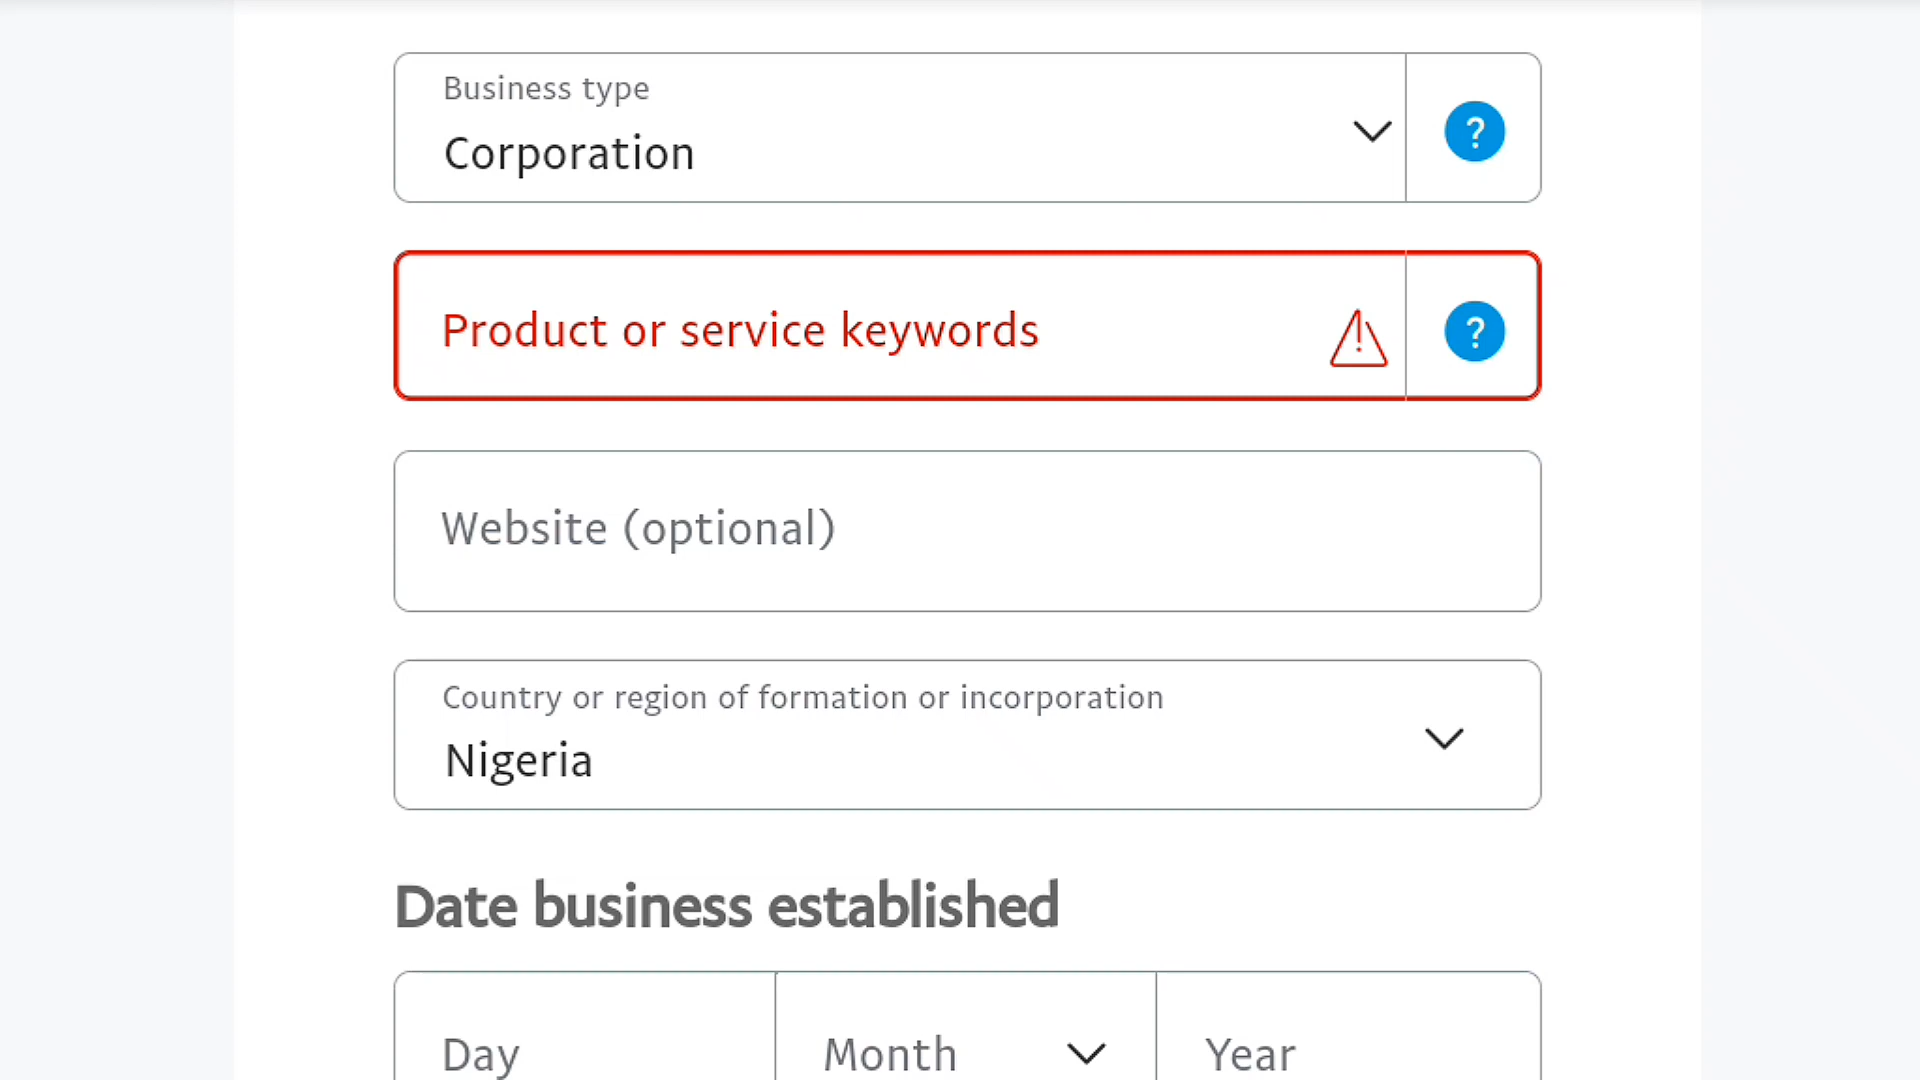 Business type
Corporation
?
Product or service keywords
?
Website (optional)
Country or region of formation or incorporation
Nigeria
Date business established
Day
Month
Year